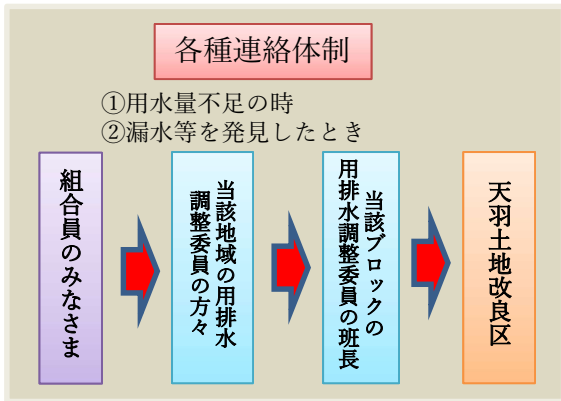 各種連絡体制
①用水量不足の時
②漏水等を発見したとき
組合員のみなさま
当該地域の用排水
調整委員の方々
当該ブロックの
用排水調整委員の班長
天羽土地改良区